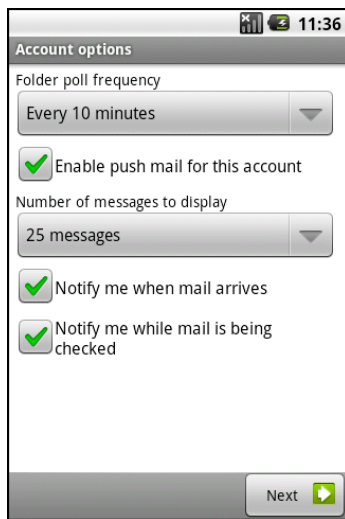 11:36
Account options
Folder poll frequency
Every 10 minutes
Enable push mail for this account
Number of messages to display
25 messages
Notify me when mail arrives
Notify me while mail is being
checked
Next